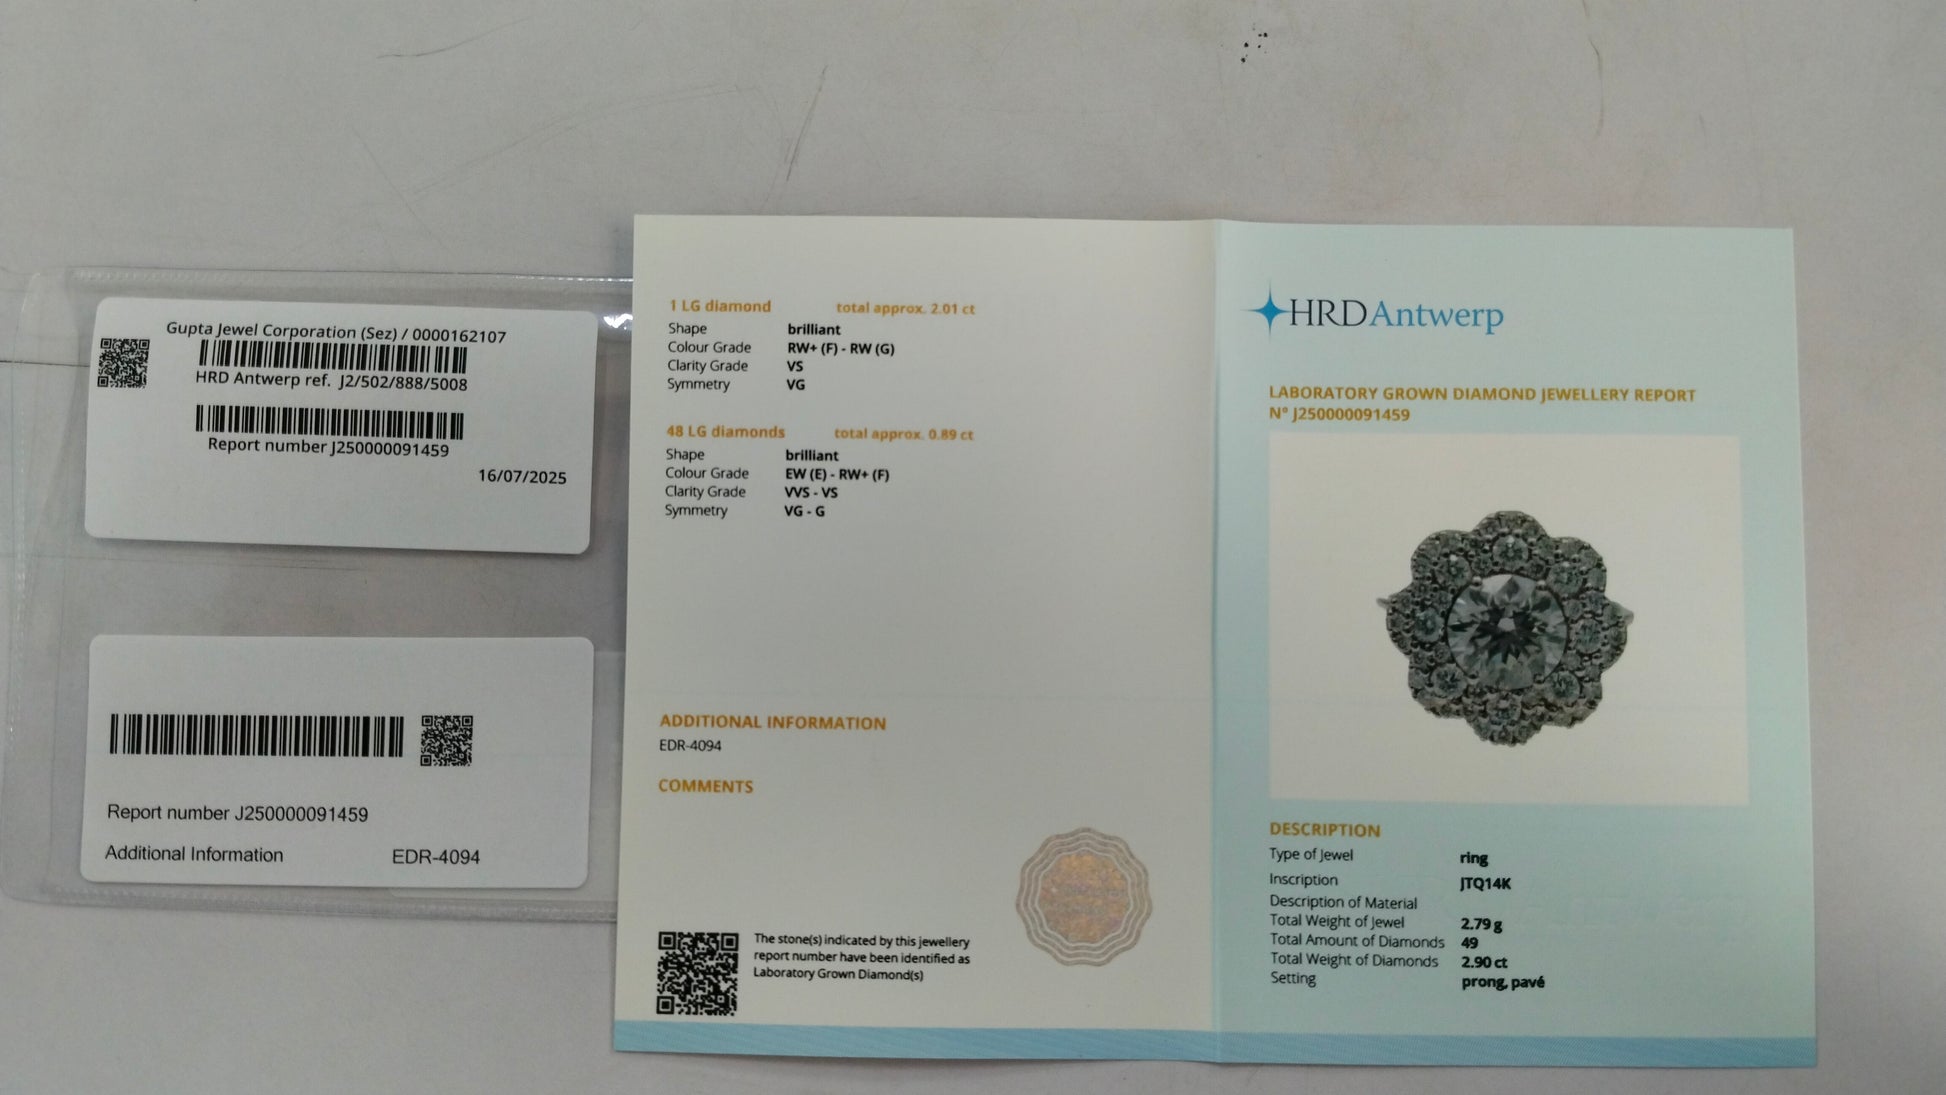 Gupta Jewel Corporation (Sez) / 0000162107
HRD Antwerp ref. J2/502/888/5008
Report number J250000091459
16/07/2025
Report number J250000091459
Additional Information EDR-4094
1 LG diamond total approx. 2.01 ct
Shape brilliant
Colour Grade RW+ (F) - RW (G)
Clarity Grade VS
Symmetry VG
48 LG diamonds total approx. 0.89 ct
Shape brilliant
Colour Grade EW (E) - RW+ (F)
Clarity Grade VVS - VS
Symmetry VG - G
ADDITIONAL INFORMATION
EDR-4094
COMMENTS
The stone(s) indicated by this jewellery
report number have been identified as
Laboratory Grown Diamond(s)
HRD Antwerp
LABORATORY GROWN DIAMOND JEWELLERY REPORT
N° J250000091459
DESCRIPTION
Type of Jewel ring
Inscription JTQ14K
Description of Material
Total Weight of Jewel 2.79 g
Total Amount of Diamonds 49
Total Weight of Diamonds 2.90 ct
Setting prong, pavé